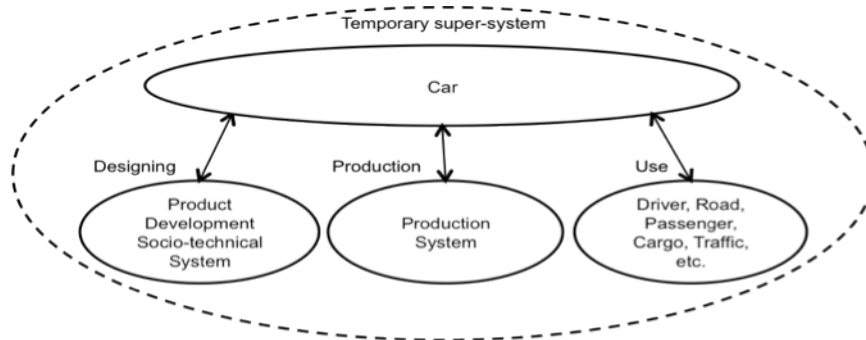 Temporary super-system
Car
Designing
Production
Use
Product
Development
Socio-technical
System
Production
System
Driver, Road,
Passenger,
Cargo, Traffic,
etc.